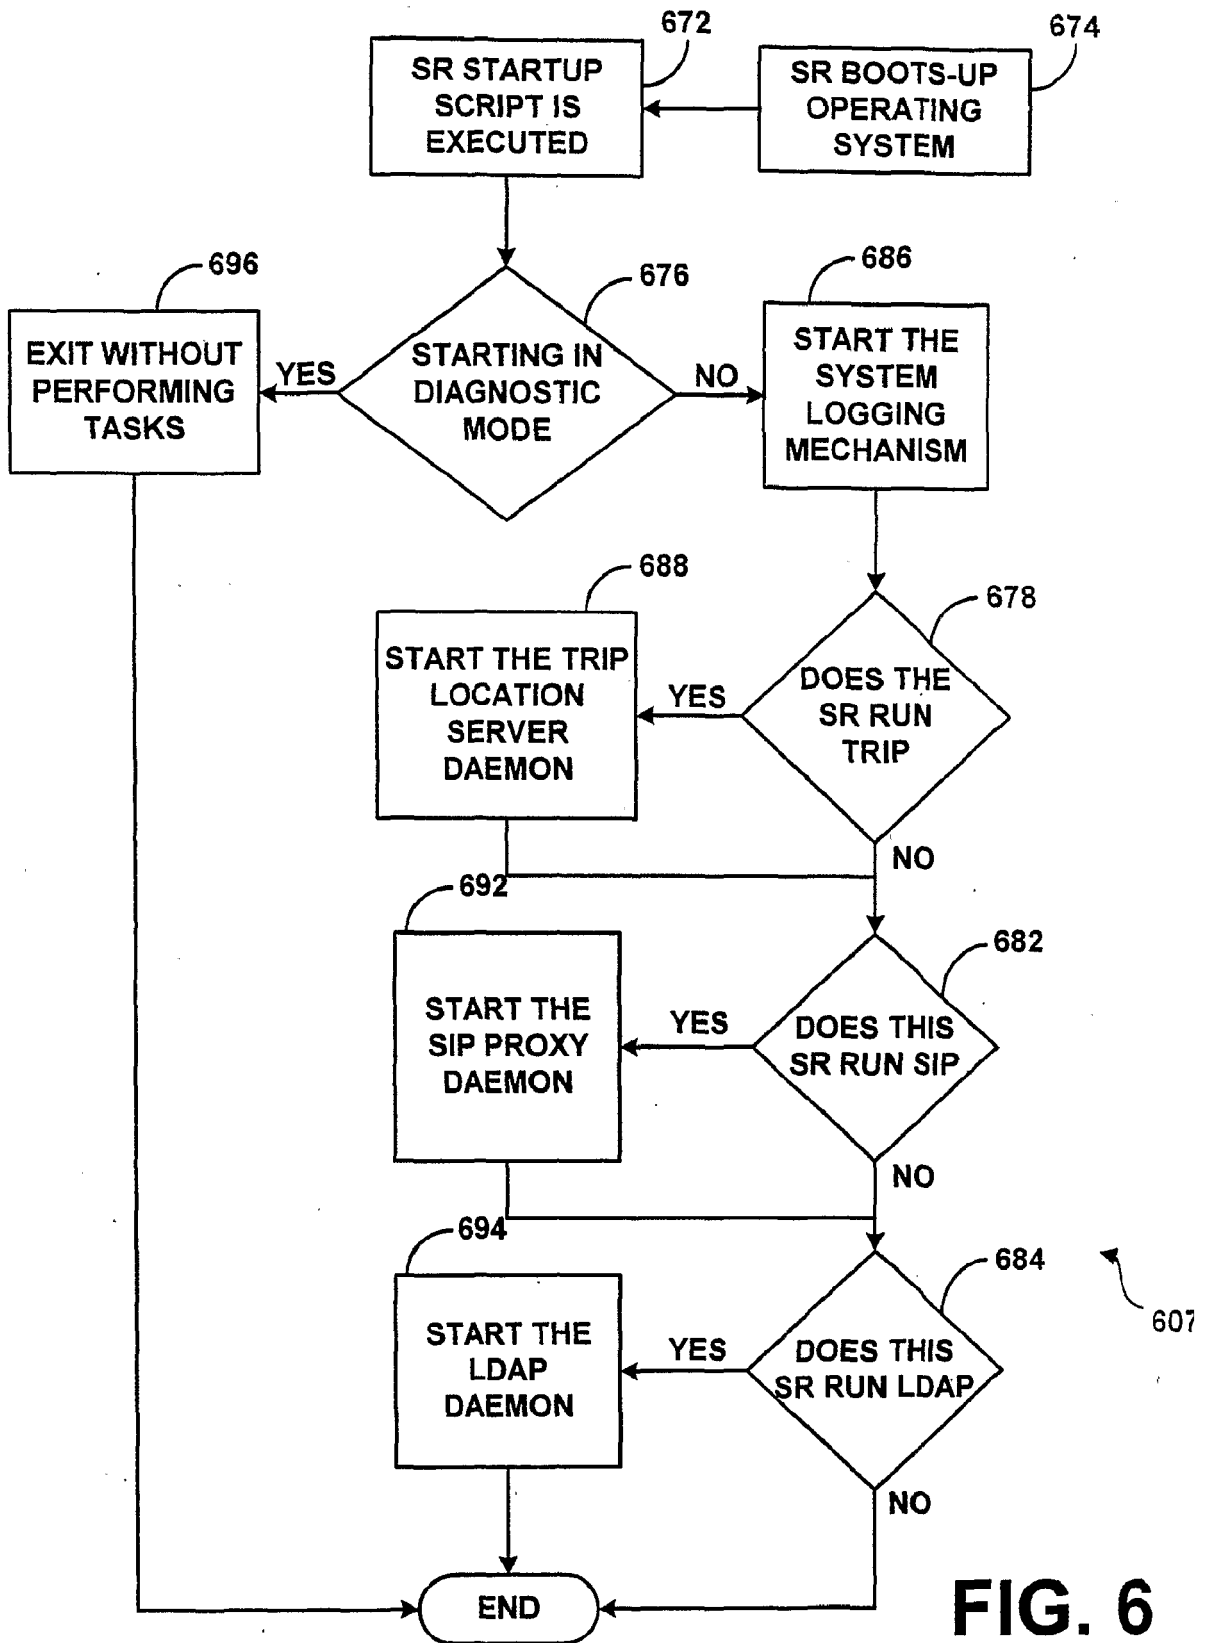 672
SR STARTUP
SCRIPT IS
EXECUTED
674
SR BOOTS-UP
OPERATING
SYSTEM
696
EXIT WITHOUT
PERFORMING
TASKS
YES
676
STARTING IN
DIAGNOSTIC
MODE
NO
686
START THE
SYSTEM
LOGGING
MECHANISM
688
START THE TRIP
LOCATION
SERVER
DAEMON
YES
678
DOES THE
SR RUN
TRIP
NO
692
START THE
SIP PROXY
DAEMON
YES
682
DOES THIS
SR RUN SIP
NO
694
START THE
LDAP
DAEMON
YES
684
DOES THIS
SR RUN LDAP
NO
607
END
FIG. 6